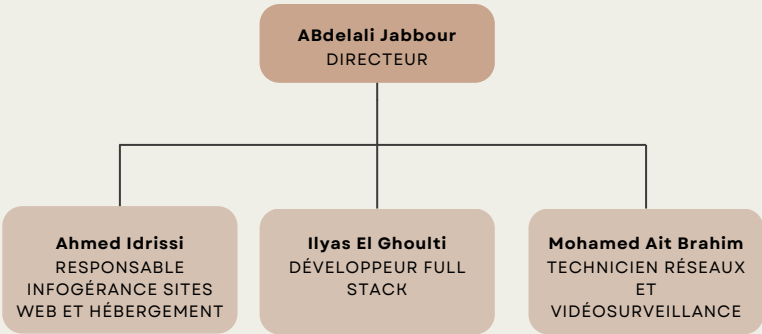 ABdelali Jabbour
DIRECTEUR
Ahmed Idrissi
RESPONSABLE
INFOGÉRANCE SITES
WEB ET HÉBERGEMENT
Ilyas El Ghoulti
DÉVELOPPEUR FULL
STACK
Mohamed Ait Brahim
TECHNICIEN RÉSEAUX
ET
VIDÉOSURVEILLANCE